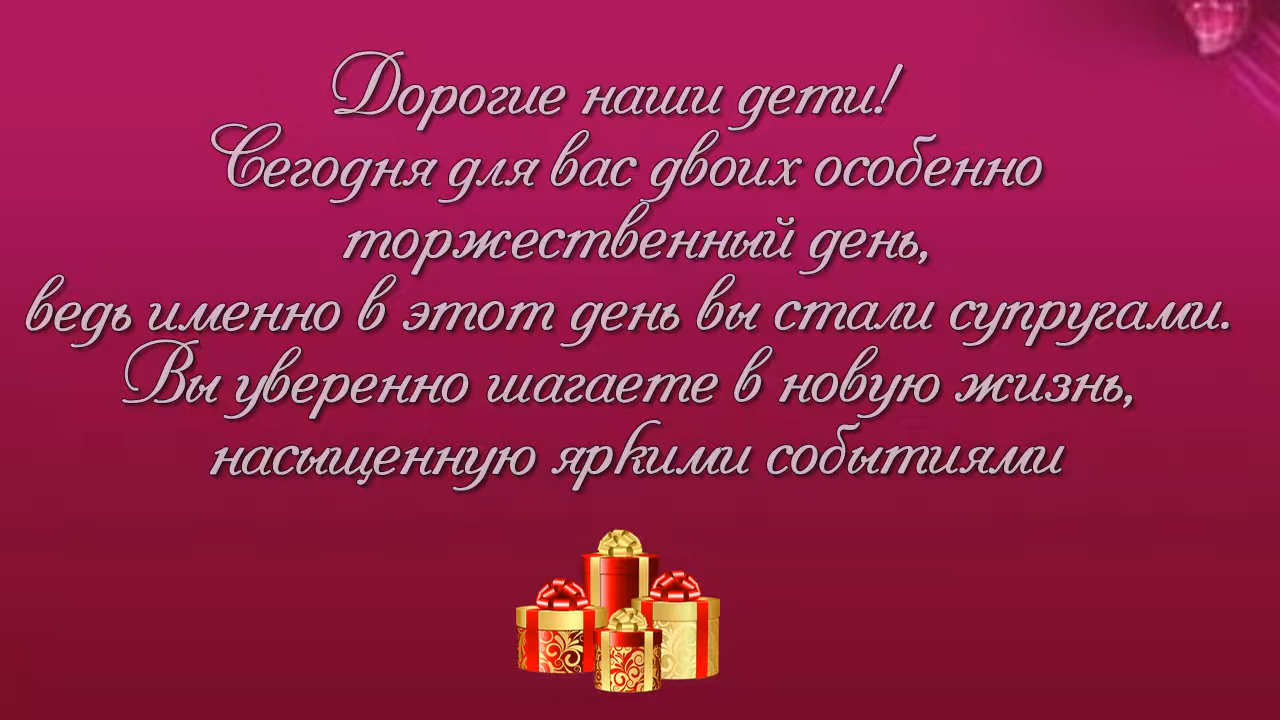 Дорогие наши дети!
Сегодня для вас двоих особенно
торжественный день,
ведь именно в этот день вы стали супругами.
Вы уверенно шагаете в новую жизнь,
насыщенную яркими событиями